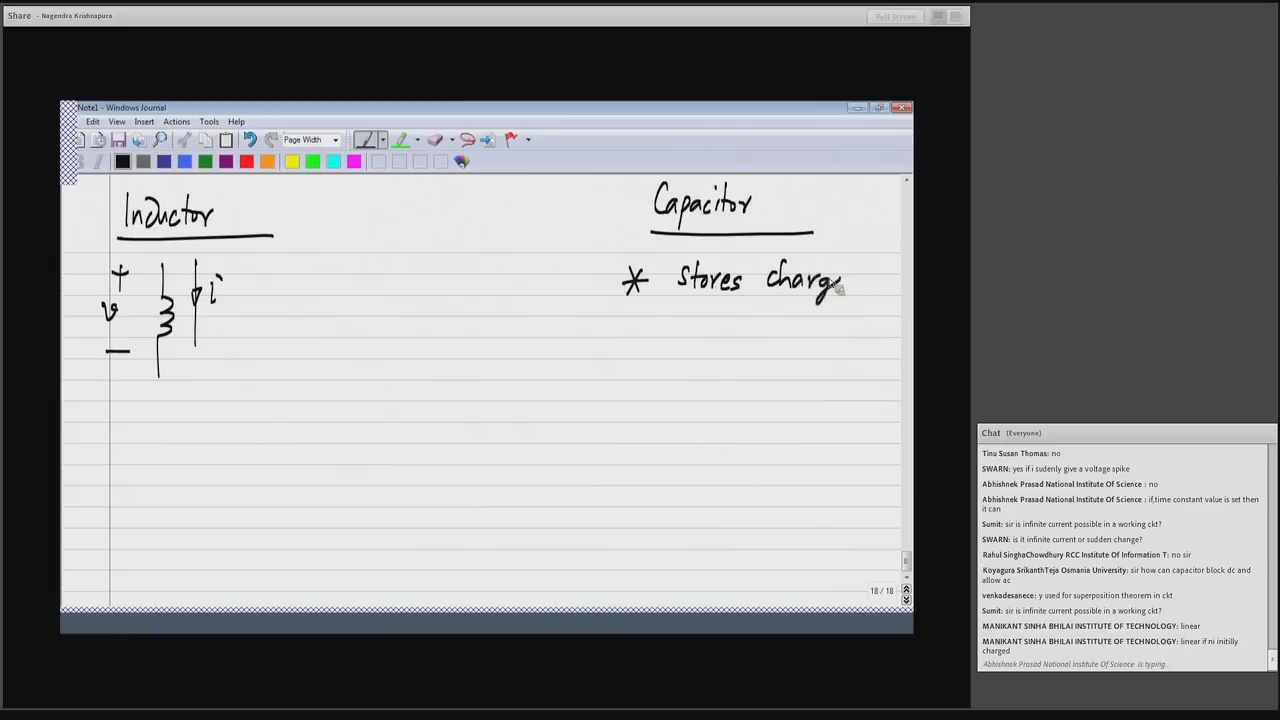 Share - Nagendra Krishnapura
Full Screen
Note1 - Windows Journal
Edit View Insert Actions Tools Help
Page Width
Inductor
Capacitor
+
v
i
−
* Stores charg
18 / 18
Chat (Everyone)
Tinu Susan Thomas: no
SWARN: yes if i sudenly give a voltage spike
Abhishnek Prasad National Institute Of Science : no
Abhishnek Prasad National Institute Of Science : if,time constant value is set then
it can
Sumit: sir is infinite current possible in a working ckt?
SWARN: is it infinite current or sudden change?
Rahul SinghaChowdhury RCC Institute Of Information T: no sir
Koyagura SrikanthTeja Osmania University: sir how can capacitor block dc and
allow ac
venkadesanece: y used for superposition theorem in ckt
Sumit: sir is infinite current possible in a working ckt?
MANIKANT SINHA BHILAI INSTITUTE OF TECHNOLOGY: linear
MANIKANT SINHA BHILAI INSTITUTE OF TECHNOLOGY: linear if ni initilly
charged
Abhishnek Prasad National Institute Of Science is typing...